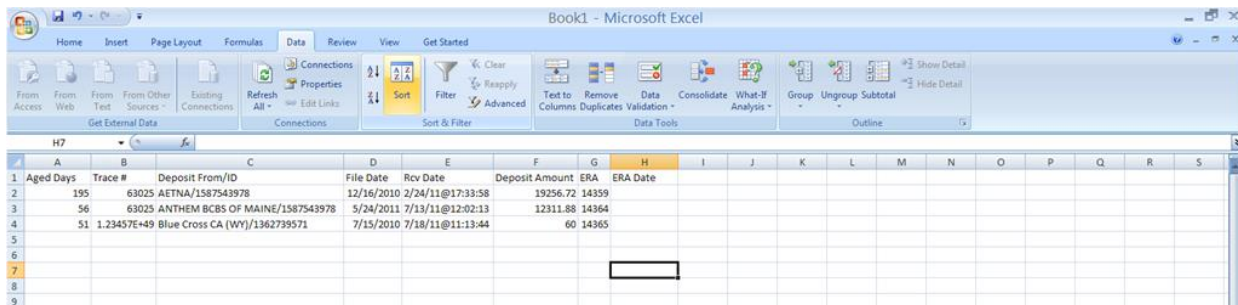 Book1 - Microsoft Excel
Home Insert Page Layout Formulas Data Review View Get Started
From Access
From Web
From Text
From Other Sources
Existing Connections
Get External Data
Refresh All
Connections
Properties
Edit Links
Connections
Sort
Filter
Clear
Reapply
Advanced
Sort & Filter
Text to Columns
Remove Duplicates
Data Validation
Consolidate
What-If Analysis
Data Tools
Group
Ungroup
Subtotal
Show Detail
Hide Detail
Outline
H7 fx
A B C D E F G H I J K L M N O P Q R S
1 Aged Days Trace # Deposit From/ID File Date Rcv Date Deposit Amount ERA ERA Date
2 195 63025 AETNA/1587543978 12/16/2010 2/24/11@17:33:58 19256.72 14359
3 56 63025 ANTHEM BCBS OF MAINE/1587543978 5/24/2011 7/13/11@12:02:13 12311.88 14364
4 51 1.23457E+49 Blue Cross CA (WY)/1362739571 7/15/2010 7/18/11@11:13:44 60 14365
5
6
7
8
9